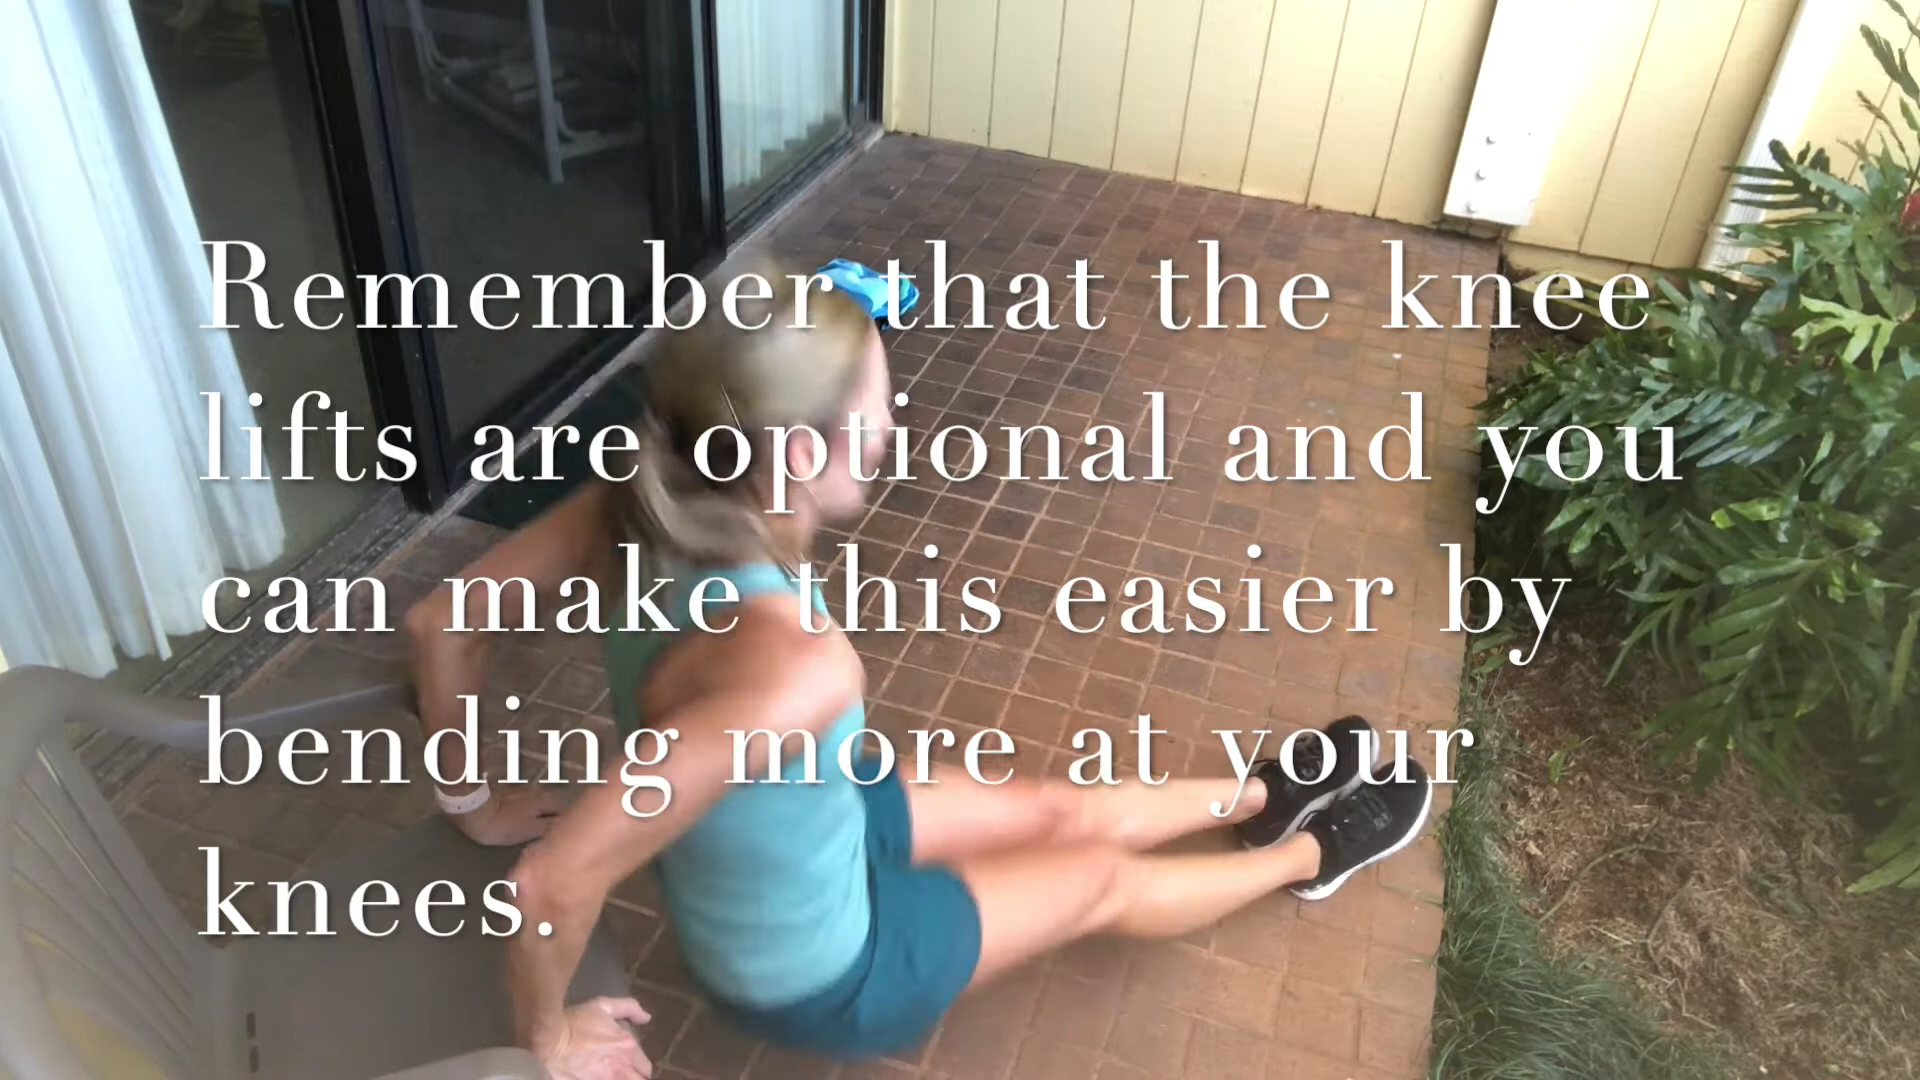 Remember that the knee
lifts are optional and you
can make this easier by
bending more at your
knees.